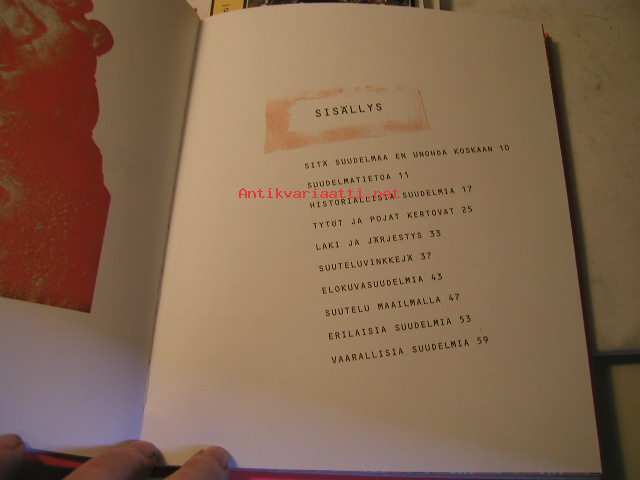 SISÄLLYS
SITÄ SUUDELMAA EN UNOHDA KOSKAAN 10
SUUDELMATIETOA 11
Antikvariaatti.net
HISTORIALLISIA SUUDELMIA 17
TYTÖT JA POJAT KERTOVAT 25
LAKI JA JÄRJESTYS 33
SUUTELUVINKKEJÄ 37
ELOKUVASUUDELMIA 43
SUUTELU MAAILMALLA 47
ERILAISIA SUUDELMIA 53
VAARALLISIA SUUDELMIA 59